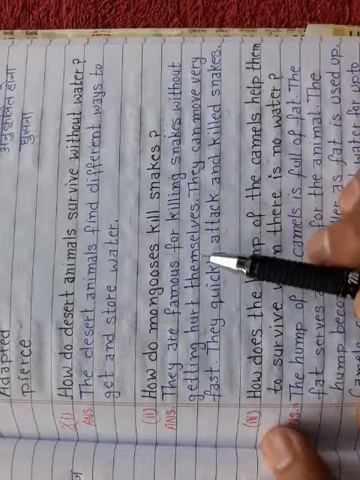 अनुकूलित होना
Adapted
घुसना
pierce
2(i) How do desert animals survive without water?
Ans The desert animals find different ways to
get and store water.
(ii) How do mongooses kill snakes?
Ans. They are famous for killing snakes without
getting hurt themselves. They can move very
fast. They quickly attack and killed snakes.
(iii) How does the of the camels help them
to survive, there is no water?
Ans. The hump of camels is full of fat. The
fat serves for the animal. The
hump as fat is used up.